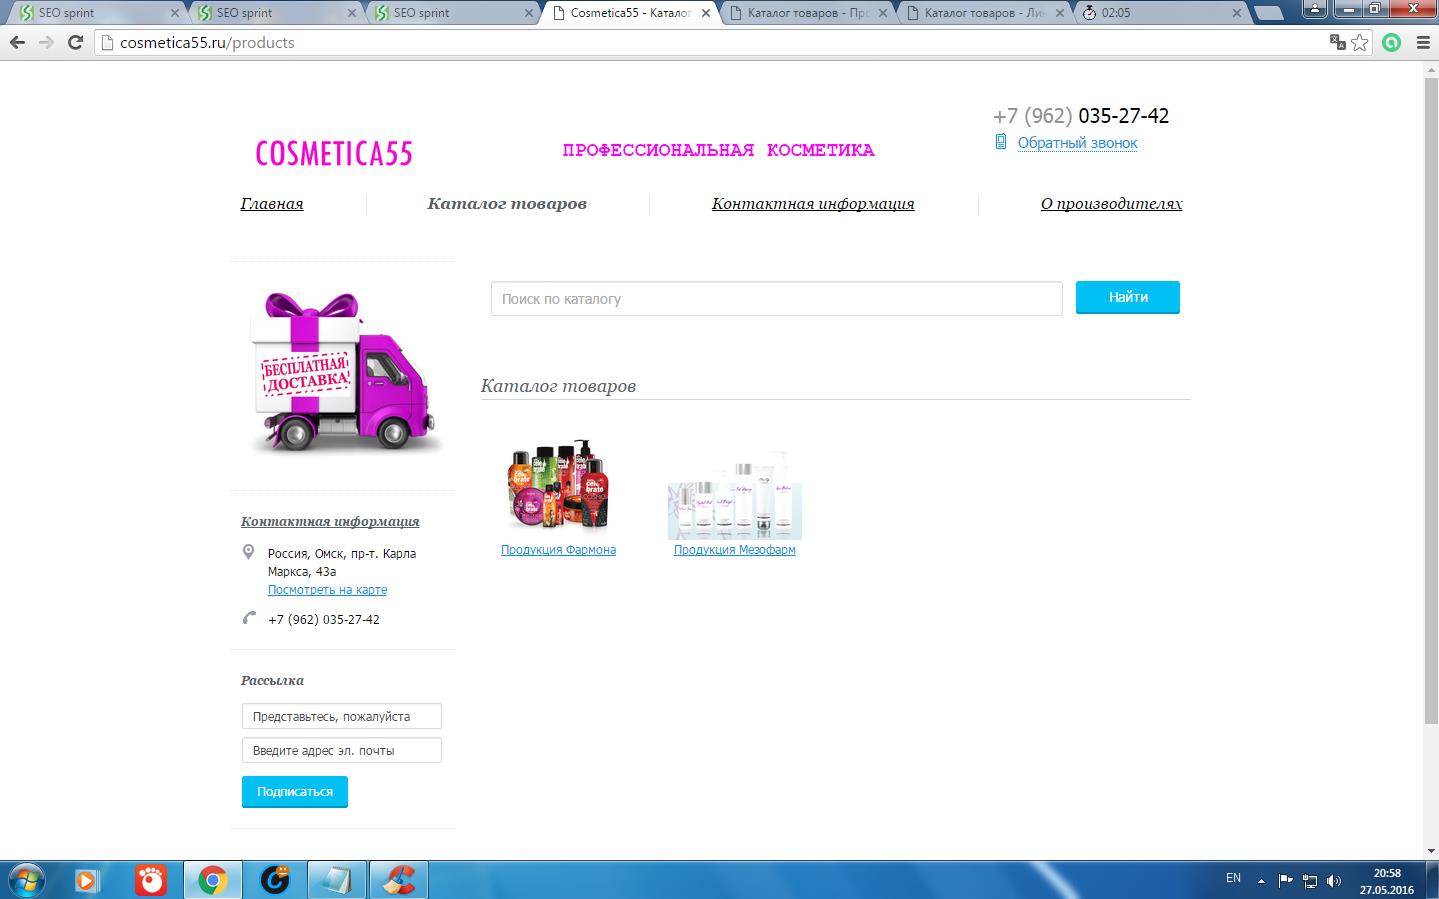 SEO sprint
SEO sprint
SEO sprint
Cosmetica55 - Каталог
Каталог товаров - Про
Каталог товаров - Лин
02:05
cosmetica55.ru/products
+7 (962) 035-27-42
Обратный звонок
COSMETICA55
ПРОФЕССИОНАЛЬНАЯ КОСМЕТИКА
Главная
Каталог товаров
Контактная информация
О производителях
Поиск по каталогу
Найти
БЕСПЛАТНАЯ
ДОСТАВКА
Каталог товаров
Продукция Фармона
Продукция Мезофарм
Контактная информация
Россия, Омск, пр-т. Карла
Маркса, 43а
Посмотреть на карте
+7 (962) 035-27-42
Рассылка
Представьтесь, пожалуйста
Введите адрес эл. почты
Подписаться
EN
20:58
27.05.2016